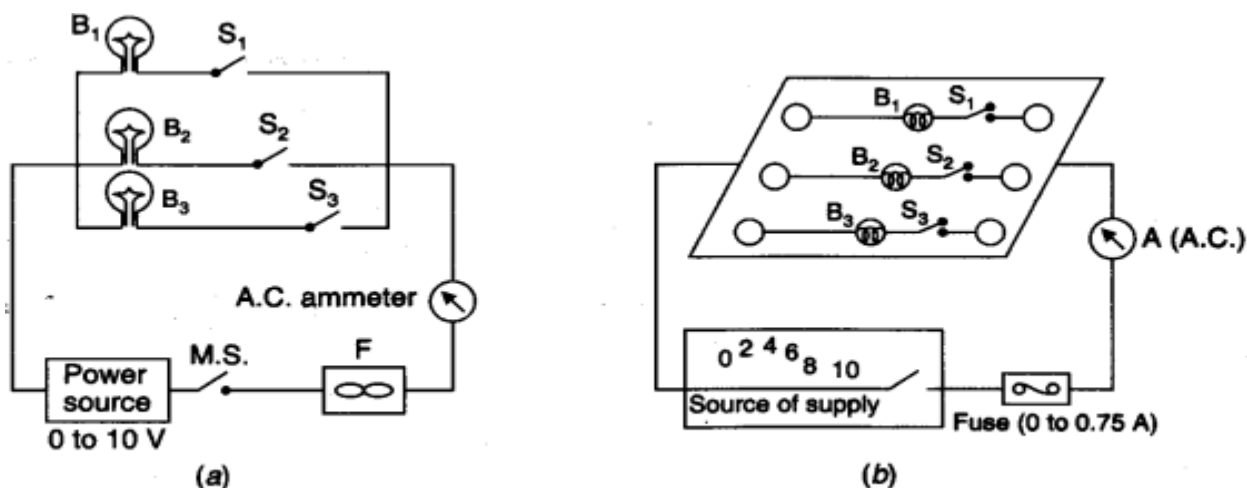 B₁
S₁
B₂
S₂
B₃
S₃
A.C. ammeter
M.S.
F
Power
source
0 to 10 V
(a)
B₁
S₁
B₂
S₂
B₃
S₃
A (A.C.)
0 2 4 6 8 10
Source of supply
Fuse (0 to 0.75 A)
(b)